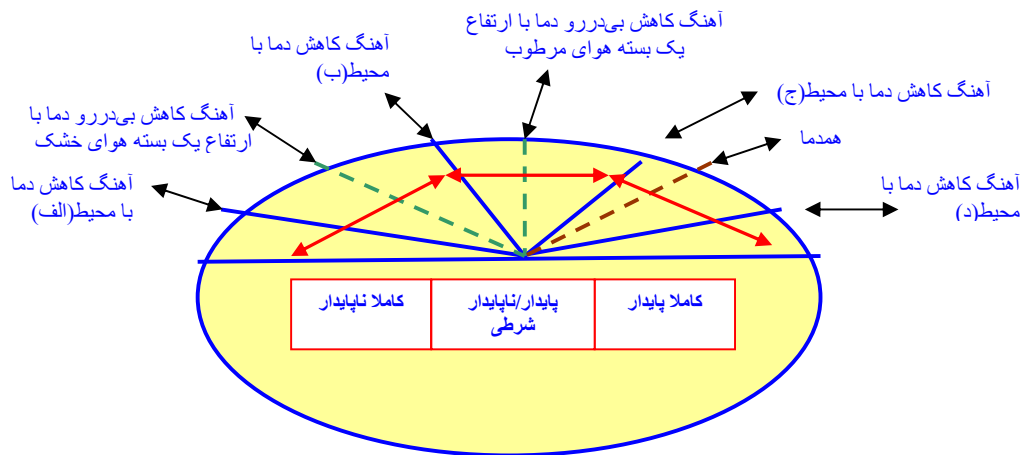 آهنگ کاهش بی‌دررو دما با ارتفاع
یک بسته هوای مرطوب
آهنگ کاهش دما با
محیط(ب)
آهنگ کاهش دما با محیط(ج)
آهنگ کاهش بی‌دررو دما با
ارتفاع یک بسته هوای خشک
همدما
آهنگ کاهش دما
با محیط(الف)
آهنگ کاهش دما با
محیط(د)
کاملا پایدار
پایدار/ناپایدار
شرطی
کاملا ناپایدار